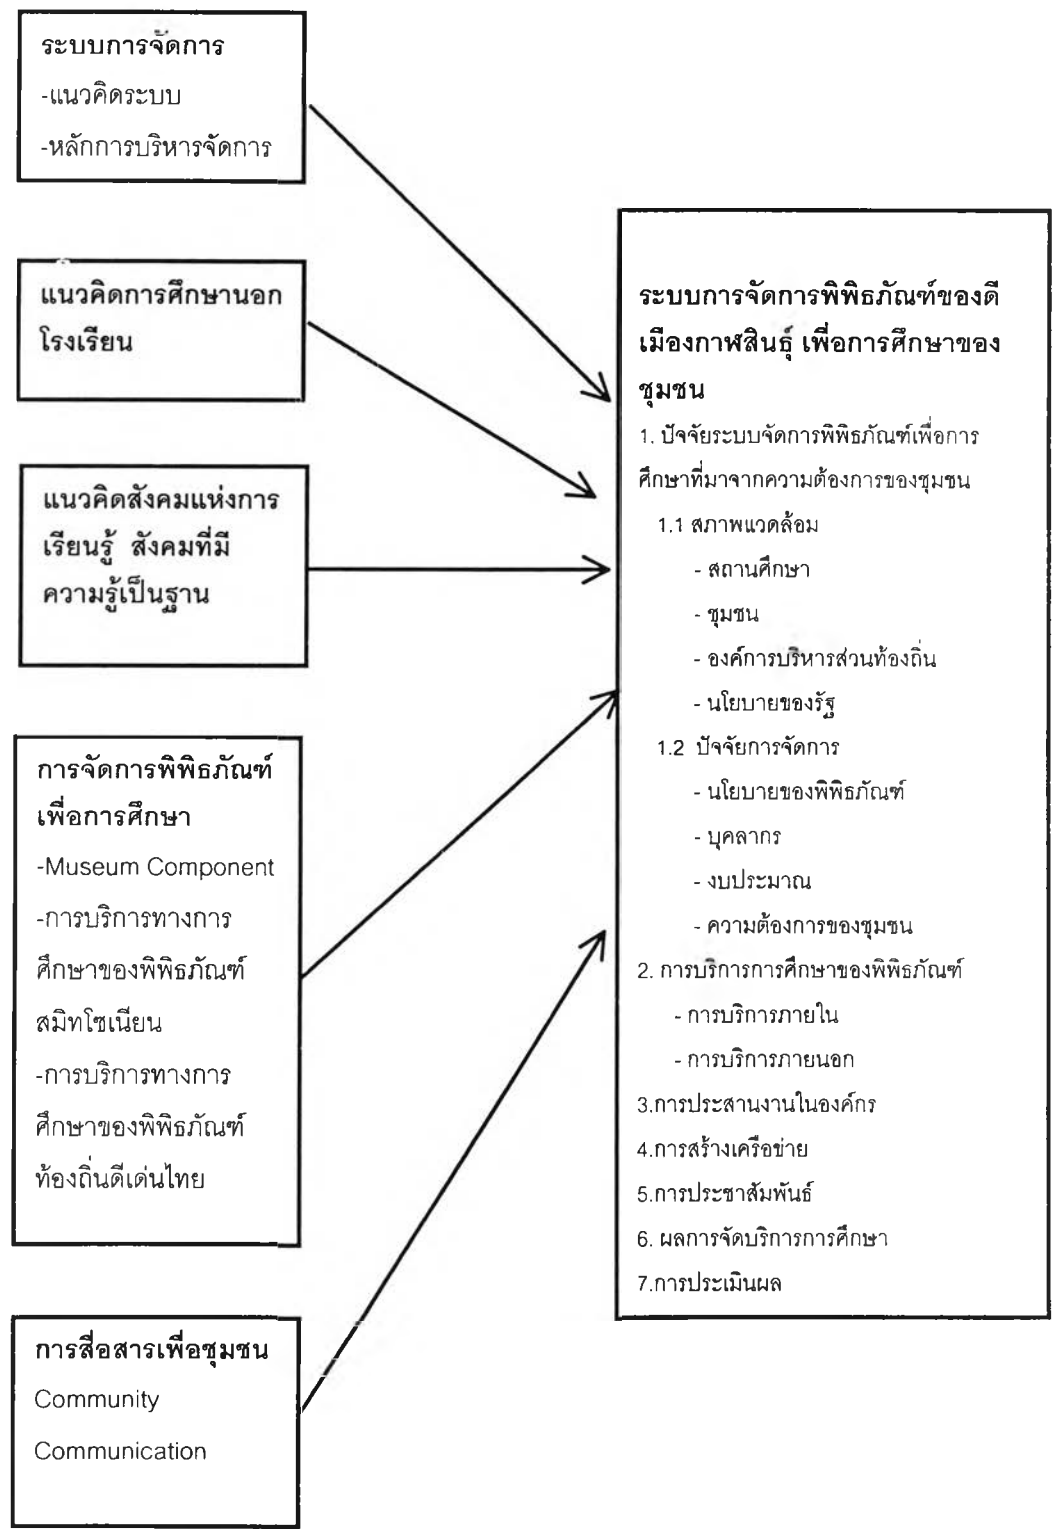 ระบบการจัดการ
-แนวคิดระบบ
-หลักการบริหารจัดการ
แนวคิดการศึกษานอก
โรงเรียน
แนวคิดสังคมแห่งการ
เรียนรู้ สังคมที่มี
ความรู้เป็นฐาน
การจัดการพิพิธภัณฑ์
เพื่อการศึกษา
-Museum Component
-การบริการทางการ
ศึกษาของพิพิธภัณฑ์
สมิทโซเนียน
-การบริการทางการ
ศึกษาของพิพิธภัณฑ์
ท้องถิ่นดีเด่นไทย
การสื่อสารเพื่อชุมชน
Community
Communication
ระบบการจัดการพิพิธภัณฑ์ของดี
เมืองกาฬสินธุ์ เพื่อการศึกษาของ
ชุมชน
1. ปัจจัยระบบจัดการพิพิธภัณฑ์เพื่อการ
ศึกษาที่มาจากความต้องการของชุมชน
1.1 สภาพแวดล้อม
- สถานศึกษา
- ชุมชน
- องค์การบริหารส่วนท้องถิ่น
- นโยบายของรัฐ
1.2 ปัจจัยการจัดการ
- นโยบายของพิพิธภัณฑ์
- บุคลากร
- งบประมาณ
- ความต้องการของชุมชน
2. การบริการการศึกษาของพิพิธภัณฑ์
- การบริการภายใน
- การบริการภายนอก
3.การประสานงานในองค์กร
4.การสร้างเครือข่าย
5.การประชาสัมพันธ์
6. ผลการจัดบริการการศึกษา
7.การประเมินผล